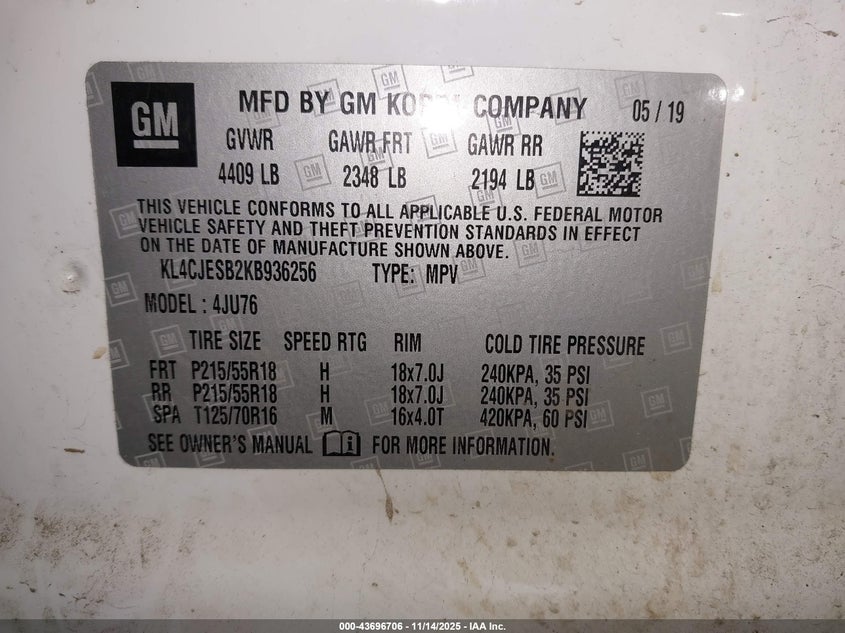 GM MFD BY GM KOREA COMPANY 05 / 19
GVWR GAWR FRT GAWR RR
4409 LB 2348 LB 2194 LB
THIS VEHICLE CONFORMS TO ALL APPLICABLE U.S. FEDERAL MOTOR
VEHICLE SAFETY AND THEFT PREVENTION STANDARDS IN EFFECT
ON THE DATE OF MANUFACTURE SHOWN ABOVE.
KL4CJESB2KB936256 TYPE: MPV
MODEL : 4JU76
TIRE SIZE SPEED RTG RIM COLD TIRE PRESSURE
FRT P215/55R18 H 18x7.0J 240KPA, 35 PSI
RR P215/55R18 H 18x7.0J 240KPA, 35 PSI
SPA T125/70R16 M 16x4.0T 420KPA, 60 PSI
SEE OWNER'S MANUAL FOR MORE INFORMATION.
000-43696706 - 11/14/2025 - IAA Inc.